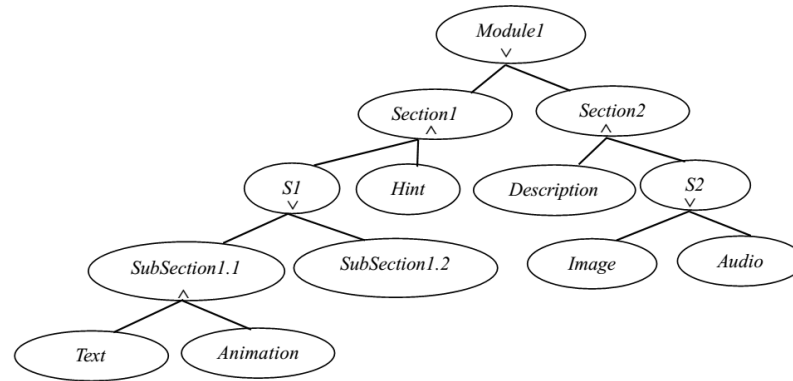 Module1
∨
Section1
∧
Section2
∧
S1
∨
Hint
Description
S2
∨
SubSection1.1
∧
SubSection1.2
Image
Audio
Text
Animation